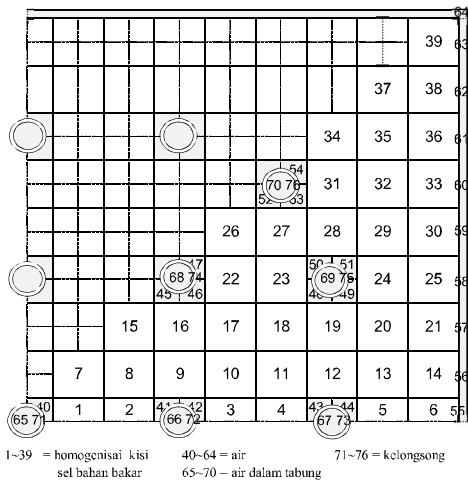 64
39 63
37 38 62
34 35 36 61
54
70 76 31 32 33 60
52 53
26 27 28 29 30 59
47 50 51
68 74 22 23 69 75 24 25 58
45 46 48 49
15 16 17 18 19 20 21 57
7 8 9 10 11 12 13 14 56
40 41 42 43 44
65 71 1 2 66 72 3 4 67 73 5 6 55
1~39 = homogenisai kisi 40~64 = air 71~76 = kelongsong
sel bahan bakar 65~70 – air dalam tabung